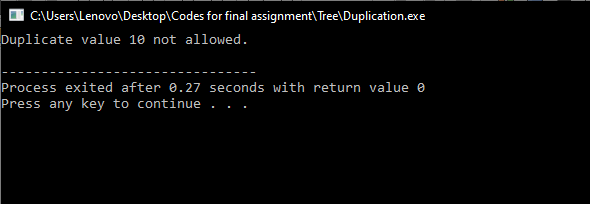 C:\Users\Lenovo\Desktop\Codes for final assignment\Tree\Duplication.exe
Duplicate value 10 not allowed.
--------------------------------
Process exited after 0.27 seconds with return value 0
Press any key to continue . . .